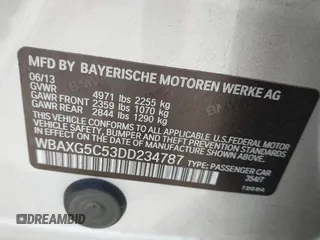 MFD BY BAYERISCHE MOTOREN WERKE AG
06/13
GVWR 4971 lbs 2255 kg
GAWR FRONT 2359 lbs 1070 kg
GAWR REAR 2844 lbs 1290 kg
THIS VEHICLE CONFORMS TO ALL APPLICABLE U.S. FEDERAL MOTOR
VEHICLE SAFETY, BUMPER, AND THEFT PREVENTION STANDARDS
IN EFFECT ON THE DATE OF MANUFACTURE SHOWN ABOVE.
WBAXG5C53DD234787 TYPE: PASSENGER CAR
354/7
DREAMBID